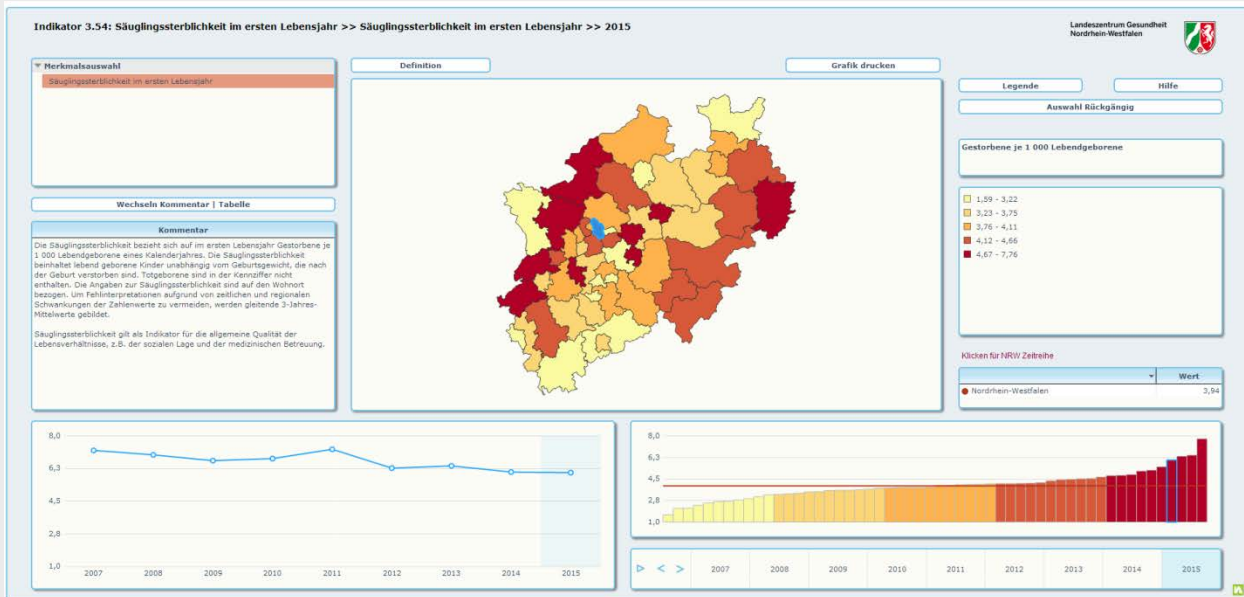 Indikator 3.54: Säuglingssterblichkeit im ersten Lebensjahr >> Säuglingssterblichkeit im ersten Lebensjahr >> 2015
Landeszentrum Gesundheit
Nordrhein-Westfalen
Merkmalsauswahl
Säuglingssterblichkeit im ersten Lebensjahr
Definition
Grafik drucken
Legende
Hilfe
Auswahl Rückgängig
Gestorbene je 1 000 Lebendgeborene
1,59 - 3,22
3,23 - 3,75
3,76 - 4,11
4,12 - 4,66
4,67 - 7,76
Wechseln Kommentar | Tabelle
Kommentar
Die Säuglingssterblichkeit bezieht sich auf im ersten Lebensjahr Gestorbene je
1 000 Lebendgeborene eines Kalenderjahres. Die Säuglingssterblichkeit
beinhaltet lebend geborene Kinder unabhängig vom Geburtsgewicht, die nach
der Geburt verstorben sind. Totgeborene sind in der Kennziffer nicht
enthalten. Die Angaben zur Säuglingssterblichkeit sind auf den Wohnort
bezogen. Um Fehlinterpretationen aufgrund von zeitlichen und regionalen
Schwankungen der Zahlenwerte zu vermeiden, werden gleitende 3-Jahres-
Mittelwerte gebildet.
Säuglingssterblichkeit gilt als Indikator für die allgemeine Qualität der
Lebensverhältnisse, z.B. der sozialen Lage und der medizinischen Betreuung.
Klicken für NRW Zeitreihe
Wert
Nordrhein-Westfalen 3,94
8,0
6,3
4,5
2,8
1,0
2007 2008 2009 2010 2011 2012 2013 2014 2015
8,0
6,3
4,5
2,8
1,0
2007 2008 2009 2010 2011 2012 2013 2014 2015